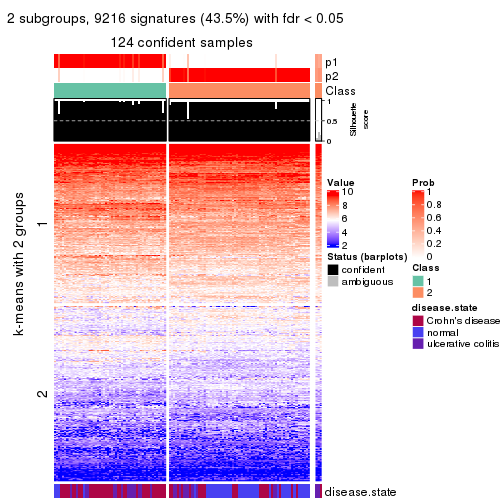 2 subgroups, 9216 signatures (43.5%) with fdr < 0.05
124 confident samples
p1
p2
Class
1
0.5
0
Silhouette
score
k-means with 2 groups
1
2
disease.state
Value
10
8
6
4
2
Status (barplots)
confident
ambiguous
Prob
1
0.8
0.6
0.4
0.2
0
Class
1
2
disease.state
Crohn's disease
normal
ulcerative colitis